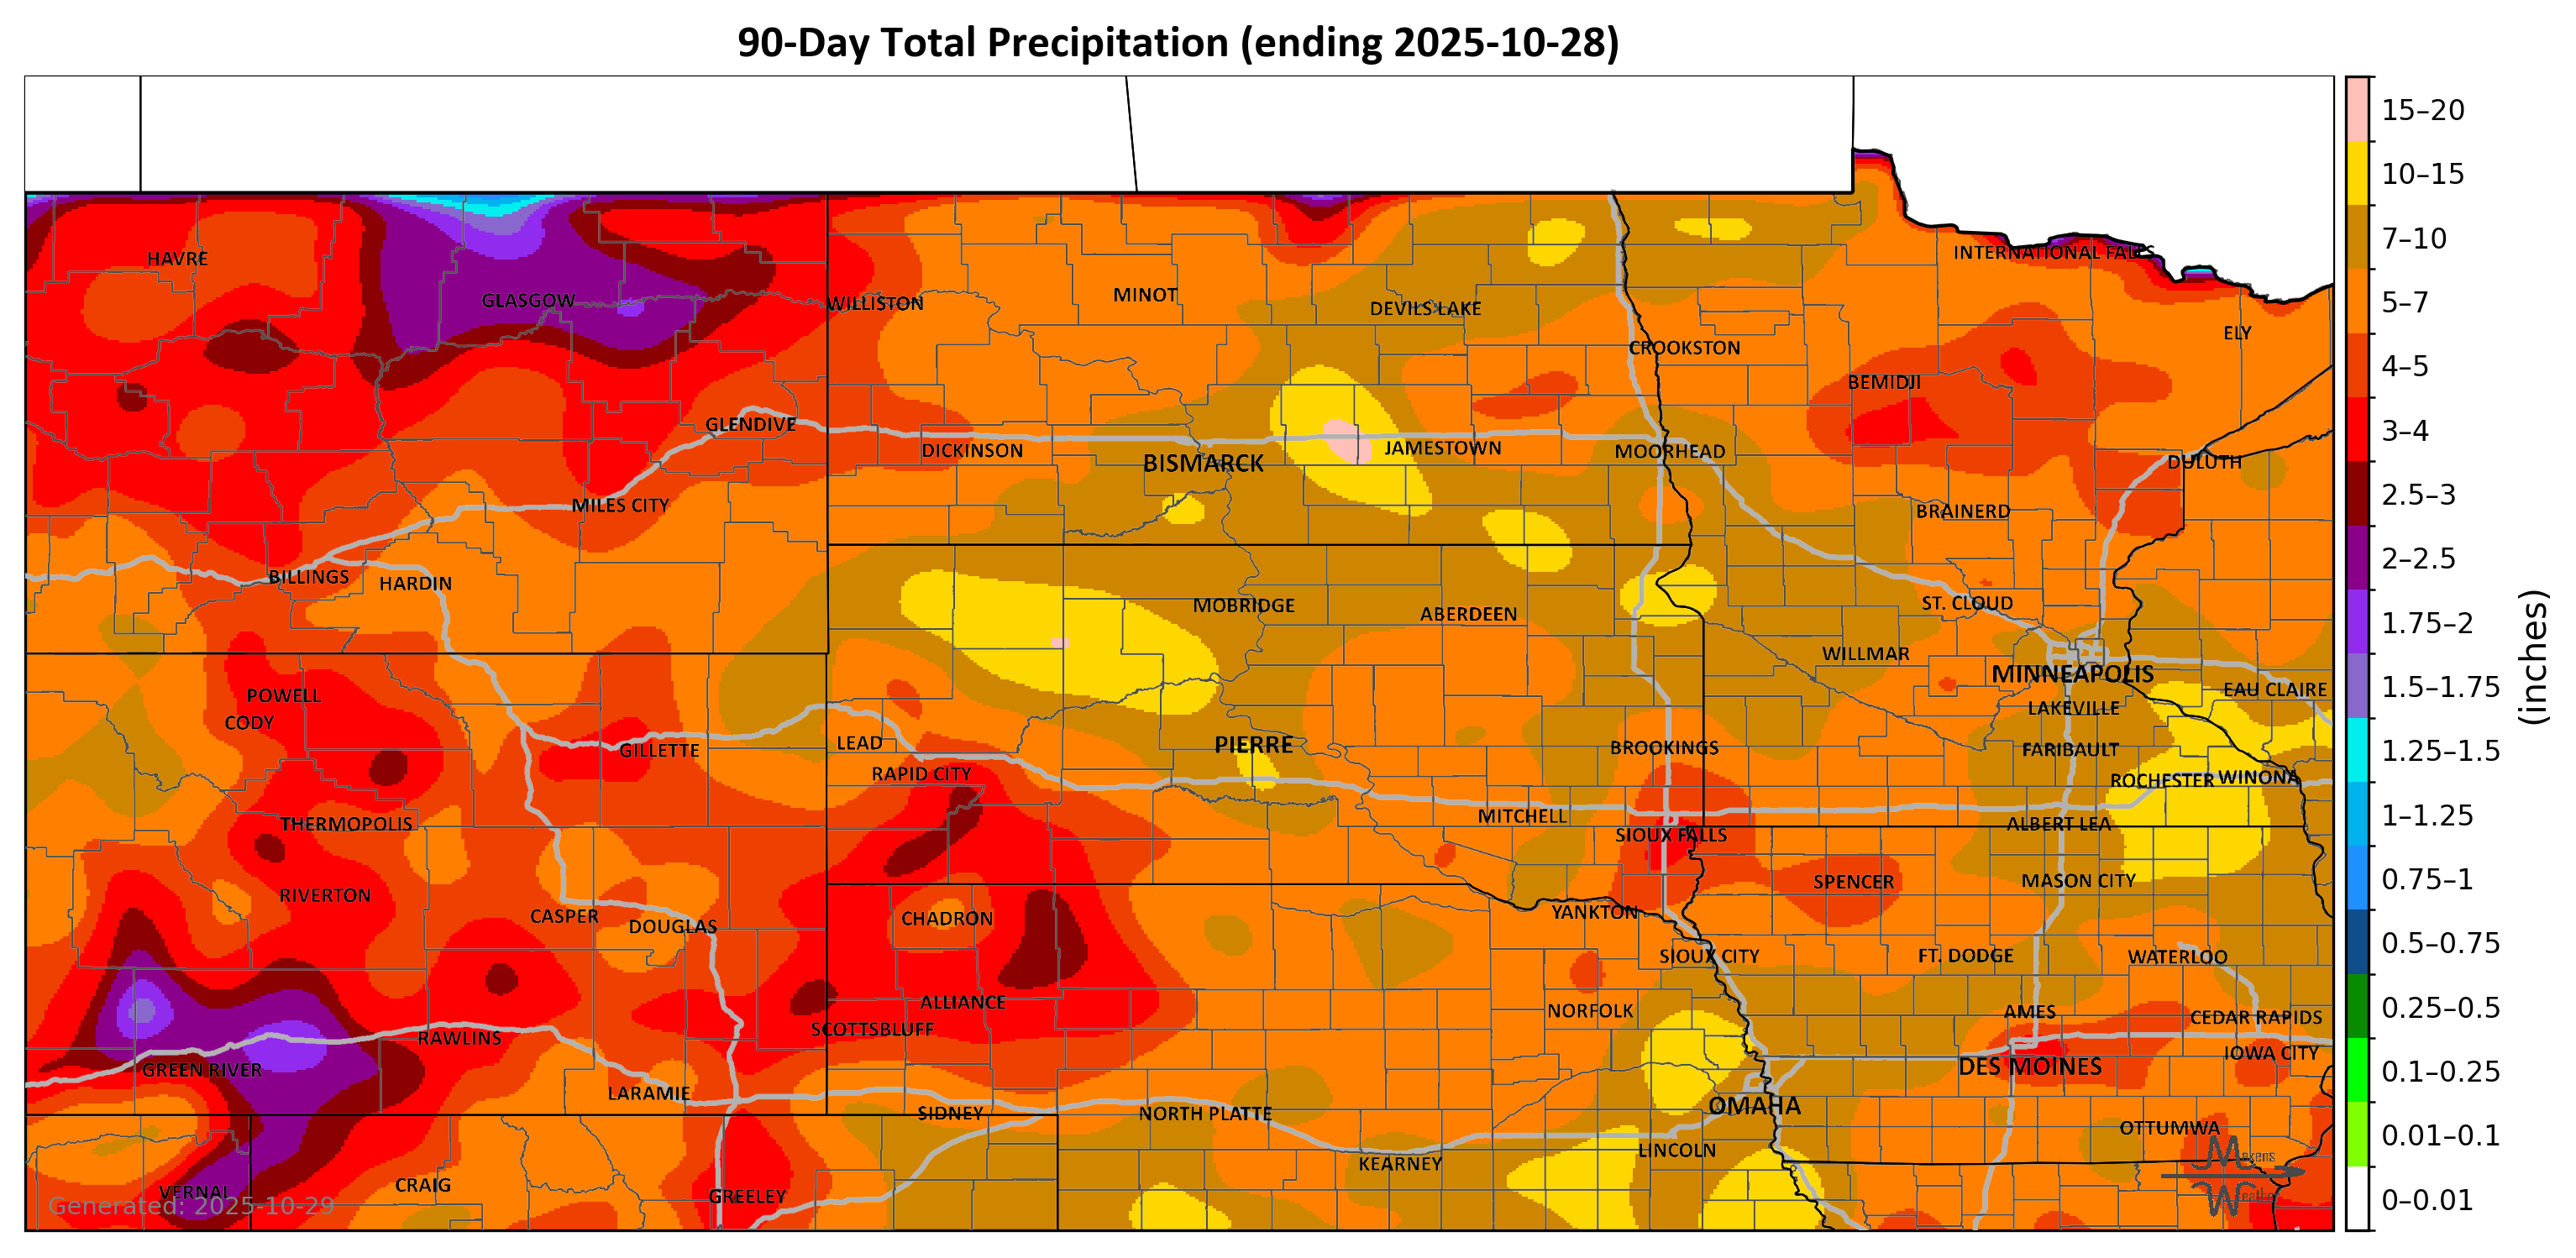 90-Day Total Precipitation (ending 2025-10-28)
15–20
10–15
7–10
5–7
4–5
3–4
2.5–3
2–2.5
1.75–2
1.5–1.75
1.25–1.5
1–1.25
0.75–1
0.5–0.75
0.25–0.5
0.1–0.25
0.01–0.1
0–0.01
(inches)
INTERNATIONAL FALLS
HAVRE
GLASGOW
WILLISTON
MINOT
DEVILS LAKE
ELY
CROOKSTON
BEMIDJI
GLENDIVE
DICKINSON
BISMARCK
JAMESTOWN
MOORHEAD
DULUTH
MILES CITY
BRAINERD
BILLINGS
HARDIN
MOBRIDGE
ABERDEEN
ST. CLOUD
WILLMAR
MINNEAPOLIS
EAU CLAIRE
POWELL
CODY
LAKEVILLE
GILLETTE
LEAD
PIERRE
BROOKINGS
FARIBAULT
RAPID CITY
ROCHESTER
WINONA
THERMOPOLIS
MITCHELL
SIOUX FALLS
ALBERT LEA
RIVERTON
SPENCER
MASON CITY
CASPER
DOUGLAS
CHADRON
YANKTON
SIOUX CITY
FT. DODGE
WATERLOO
ALLIANCE
NORFOLK
AMES
CEDAR RAPIDS
SCOTTSBLUFF
RAWLINS
GREEN RIVER
DES MOINES
IOWA CITY
LARAMIE
SIDNEY
NORTH PLATTE
OMAHA
OTTUMWA
LINCOLN
KEARNEY
VERNAL
CRAIG
GREELEY
Generated: 2025-10-29
Makens
Weather